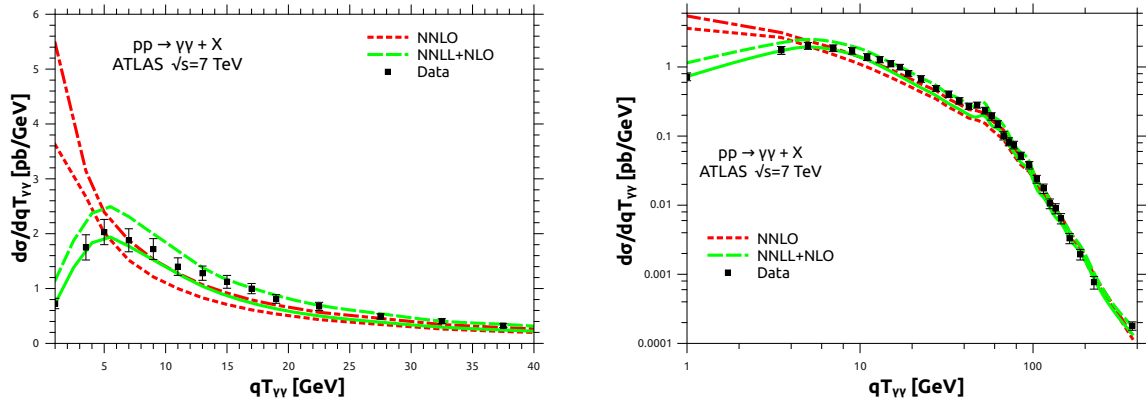 6
5
4
3
2
1
0
dσ/dqTγγ [pb/GeV]
pp → γγ + X
ATLAS √s=7 TeV
NNLO
NNLL+NLO
Data
5 10 15 20 25 30 35 40
qTγγ [GeV]
1
0.1
0.01
0.001
0.0001
dσ/dqTγγ [pb/GeV]
pp → γγ + X
ATLAS √s=7 TeV
NNLO
NNLL+NLO
Data
1 10 100
qTγγ [GeV]